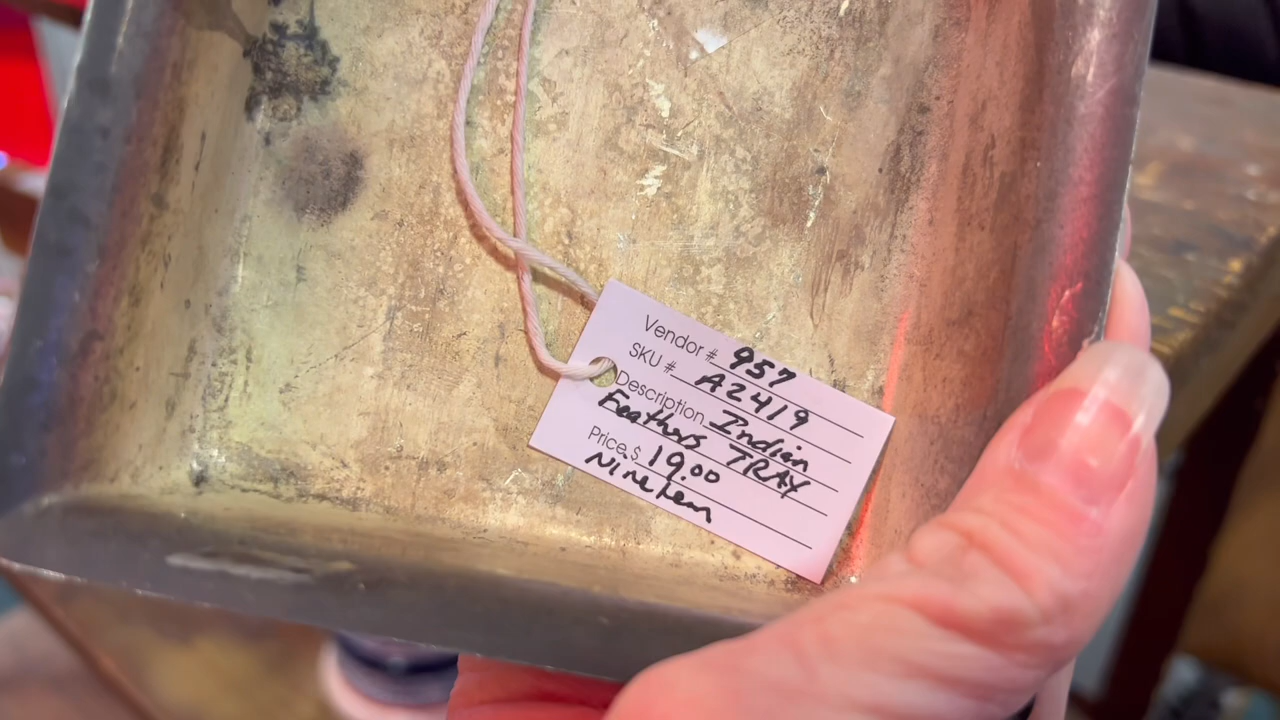 Vendor # 957
SKU # A2419
Description Indian
Feathers TRAY
Price $ 19.00
Nineteen